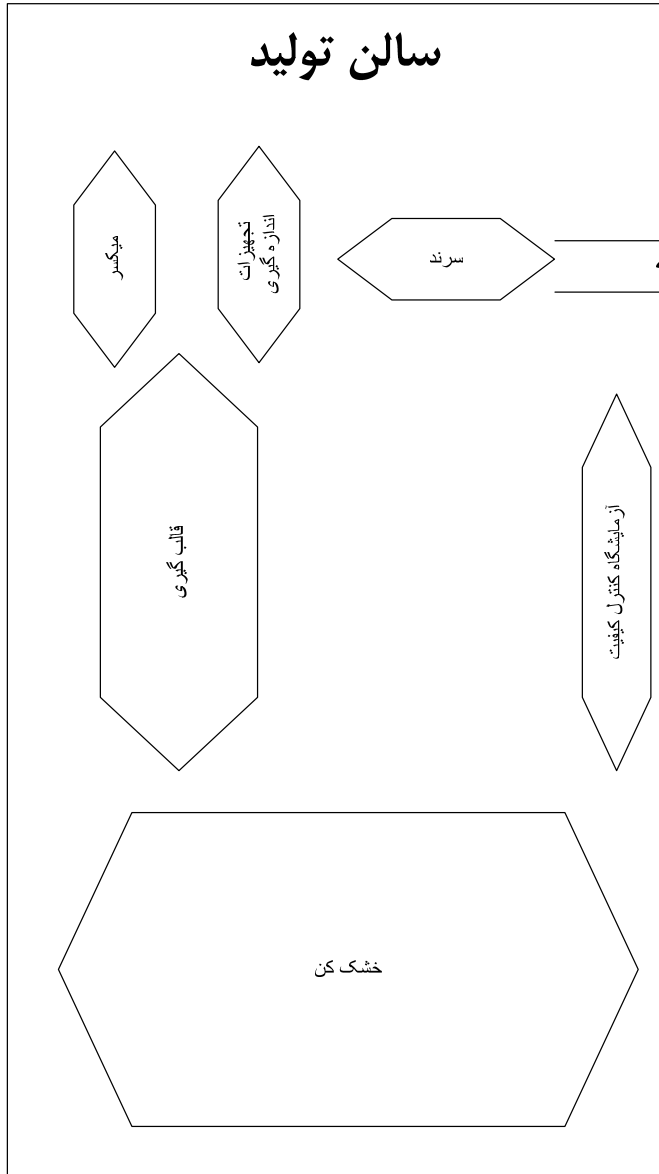 سالن تولید
سرند
تجهیزات
اندازه گیری
میکسر
آزمایشگاه کنترل کیفیت
قالب گیری
خشک کن